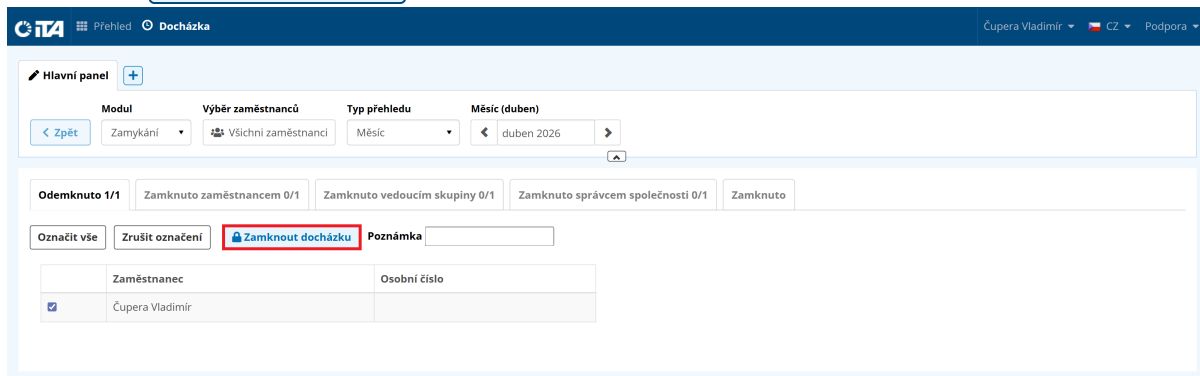 iTA Přehled Docházka Čupera Vladimír CZ Podpora
Hlavní panel +
Modul Výběr zaměstnanců Typ přehledu Měsíc (duben)
Zpět Zamykání Všichni zaměstnanci Měsíc duben 2026
Odemknuto 1/1 Zamknuto zaměstnancem 0/1 Zamknuto vedoucím skupiny 0/1 Zamknuto správcem společnosti 0/1 Zamknuto
Označit vše Zrušit označení Zamknout docházku Poznámka
Zaměstnanec Osobní číslo
Čupera Vladimír